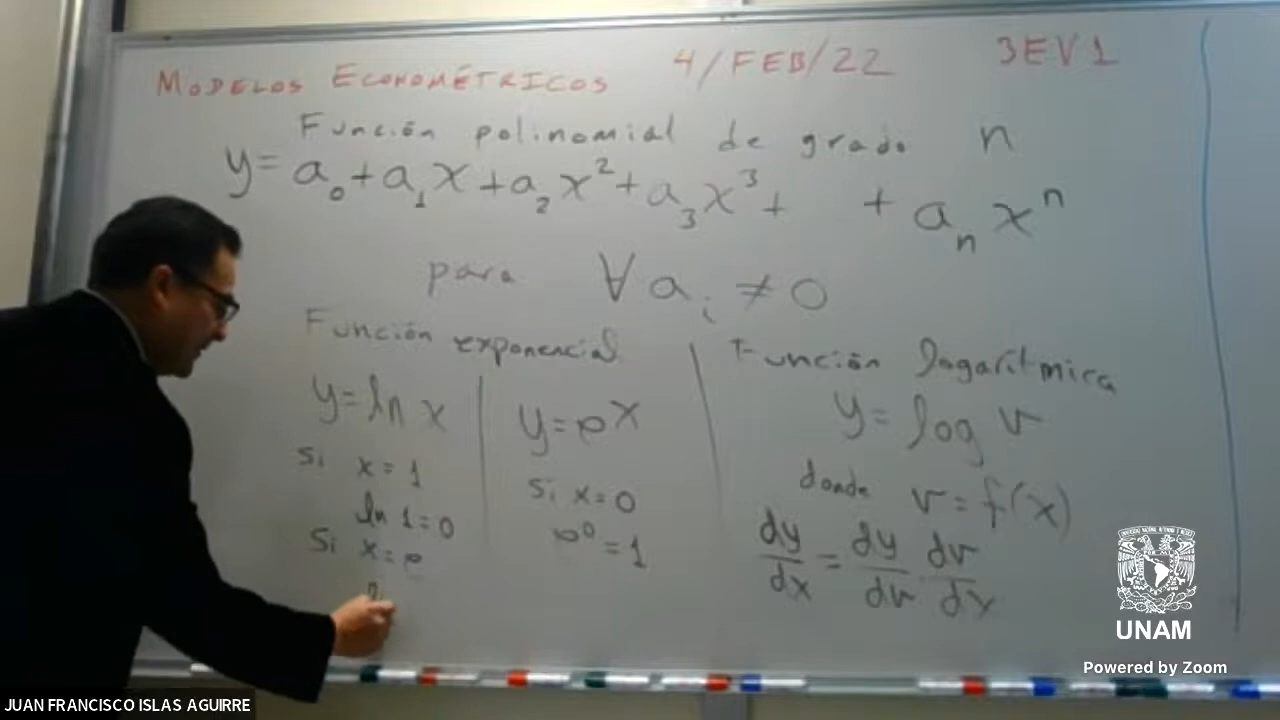 MODELOS ECONOMÉTRICOS 4/FEB/22 3EV1
Función polinomial de grado n
y = a₀ + a₁x + a₂x² + a₃x³ + + aₙxⁿ
para ∀ aᵢ ≠ 0
Función exponencial
y = ln x
Si x = 1
ln 1 = 0
Si x = e
y = eˣ
Si x = 0
e⁰ = 1
Función logarítmica
y = log v
donde v = f(x)
dy/dx = dy/dv dv/dx
UNAM
Powered by Zoom
JUAN FRANCISCO ISLAS AGUIRRE